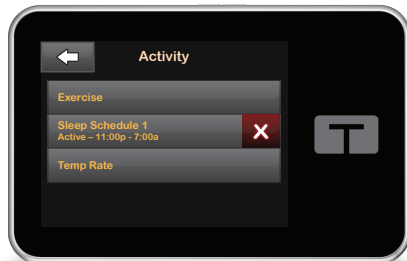 Activity
Exercise
Sleep Schedule 1
Active – 11:00p - 7:00a
Temp Rate